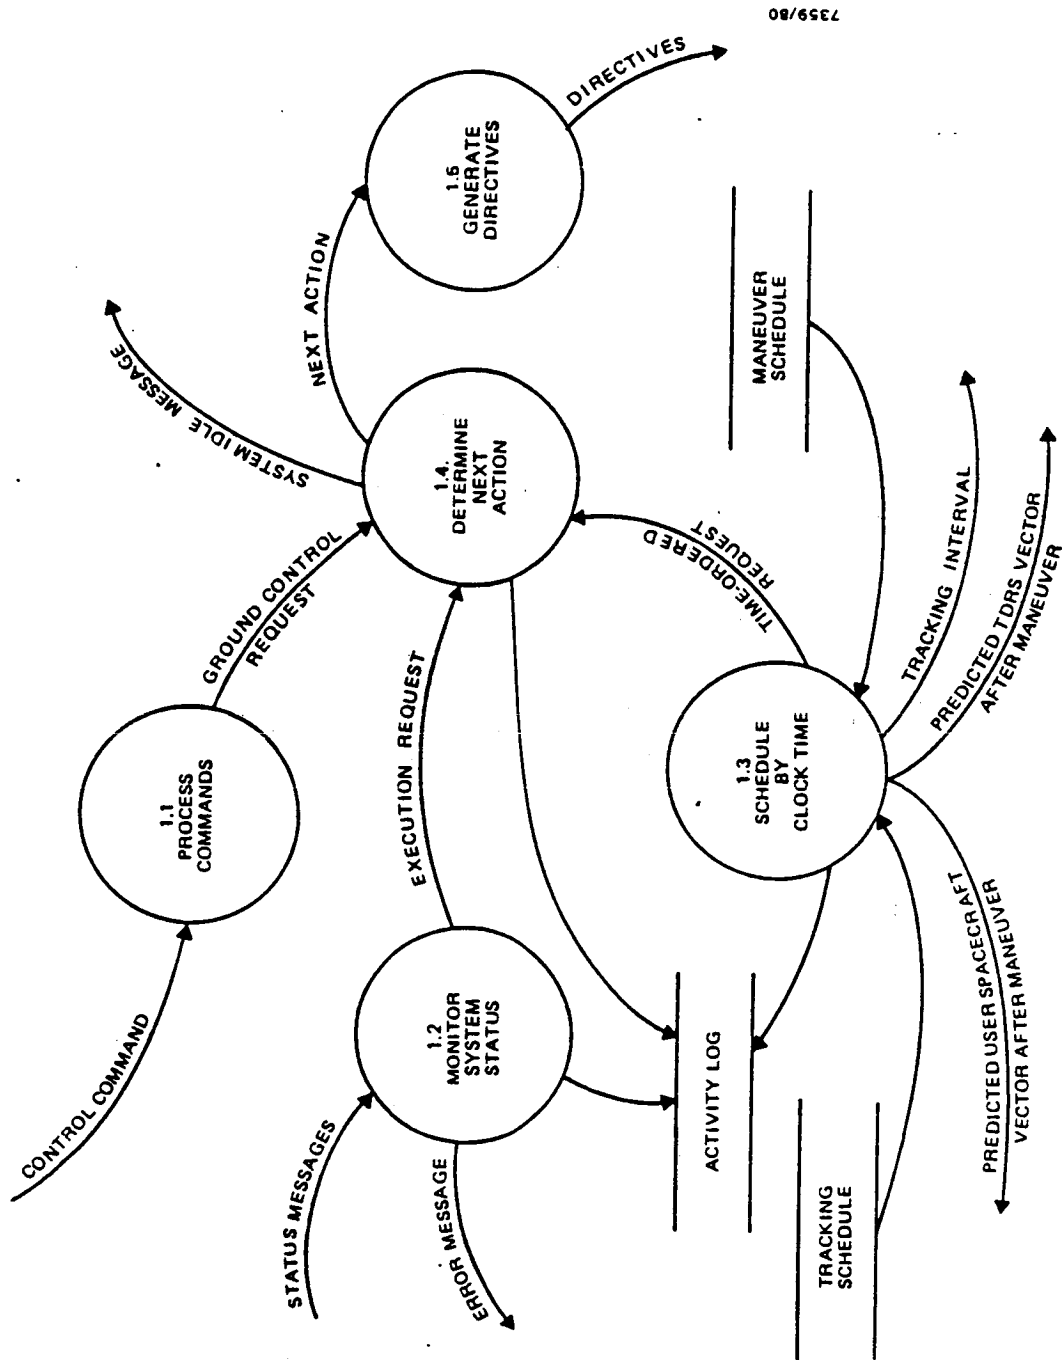 CONTROL COMMAND
1.1
PROCESS
COMMANDS
GROUND CONTROL
REQUEST
SYSTEM IDLE MESSAGE
STATUS MESSAGES
1.2
MONITOR
SYSTEM
STATUS
ERROR MESSAGE
EXECUTION REQUEST
1.4.
DETERMINE
NEXT
ACTION
NEXT ACTION
1.5
GENERATE
DIRECTIVES
DIRECTIVES
ACTIVITY LOG
TIME-ORDERED
REQUEST
1.3
SCHEDULE
BY
CLOCK TIME
MANEUVER
SCHEDULE
TRACKING
SCHEDULE
TRACKING INTERVAL
PREDICTED TDRS VECTOR
AFTER MANEUVER
PREDICTED USER SPACECRAFT
VECTOR AFTER MANEUVER
7359/80